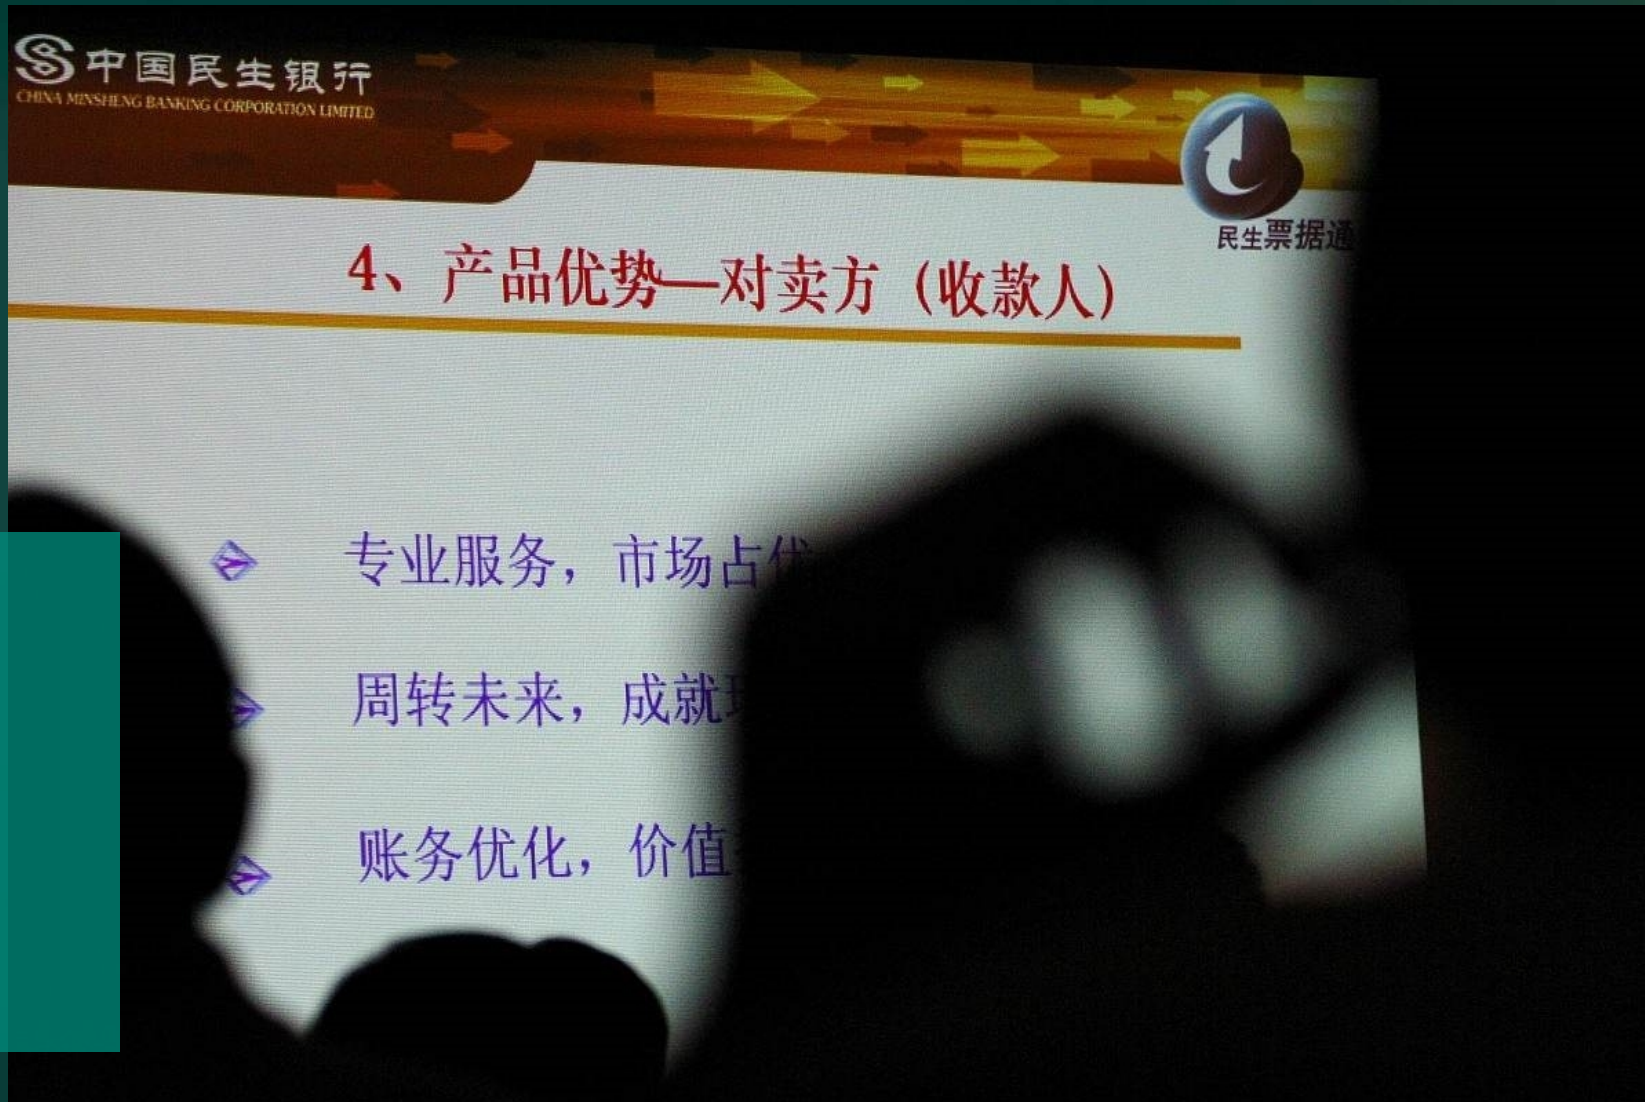 中国民生银行
CHINA MINSHENG BANKING CORPORATION LIMITED
民生票据通
4、产品优势—对卖方（收款人）
专业服务，市场占优
周转未来，成就
账务优化，价值